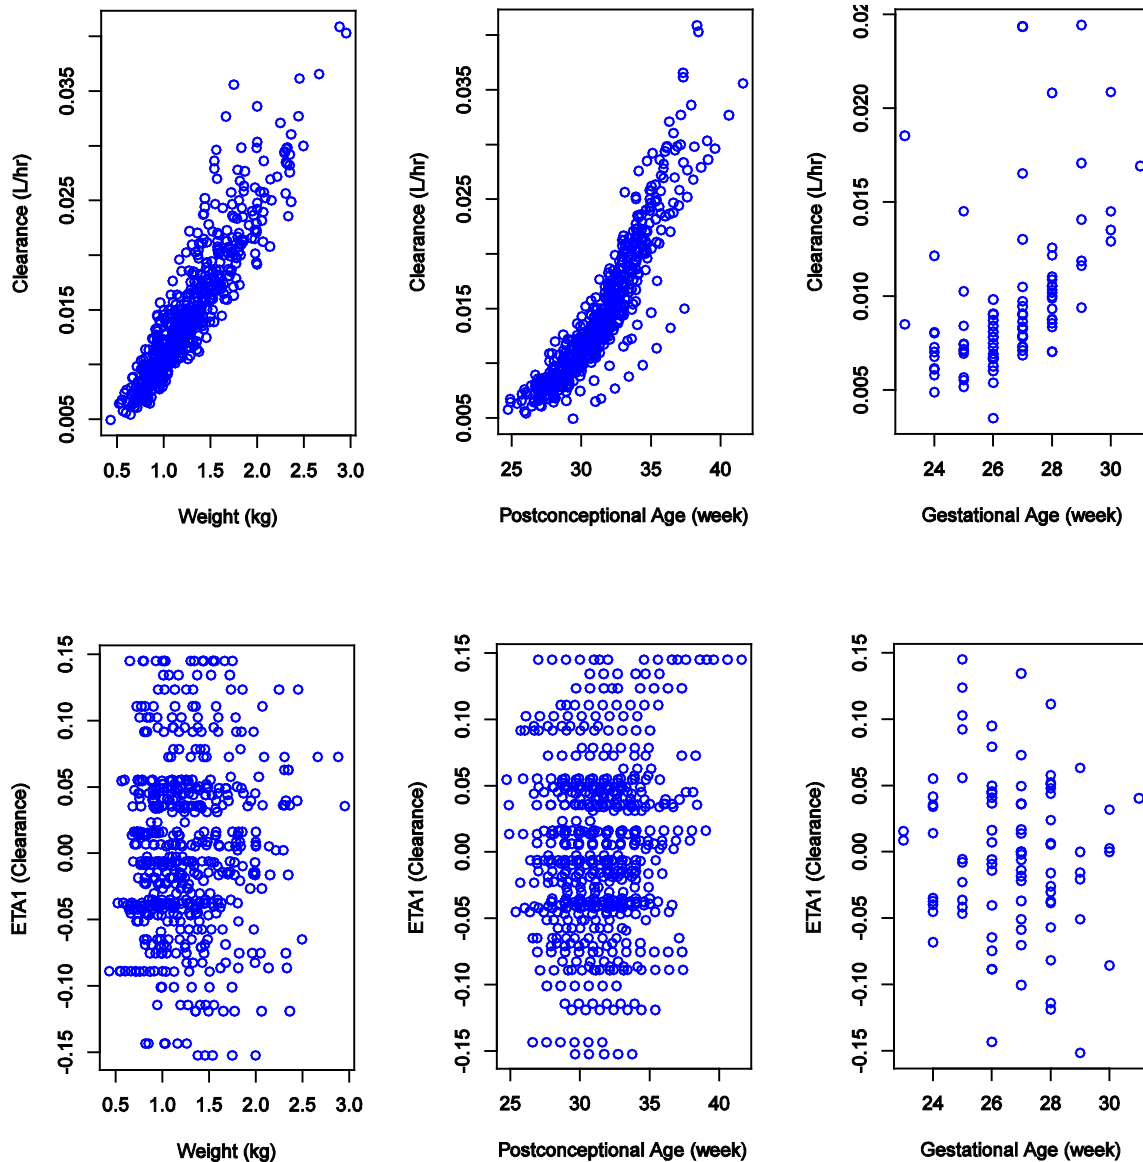 0.005 0.015 0.025 0.035
Clearance (L/hr)
0.5 1.0 1.5 2.0 2.5 3.0
Weight (kg)
0.005 0.015 0.025 0.035
Clearance (L/hr)
25 30 35 40
Postconceptional Age (week)
0.005 0.010 0.015 0.020
Clearance (L/hr)
24 26 28 30
Gestational Age (week)
-0.15 -0.10 -0.05 0.00 0.05 0.10 0.15
ETA1 (Clearance)
0.5 1.0 1.5 2.0 2.5 3.0
Weight (kg)
-0.15 -0.10 -0.05 0.00 0.05 0.10 0.15
ETA1 (Clearance)
25 30 35 40
Postconceptional Age (week)
-0.15 -0.10 -0.05 0.00 0.05 0.10 0.15
ETA1 (Clearance)
24 26 28 30
Gestational Age (week)